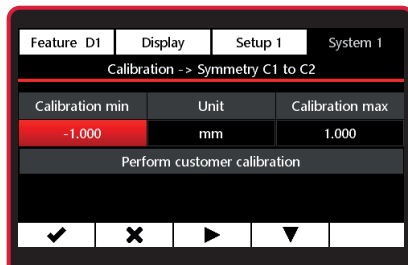 Feature D1 Display Setup 1 System 1
Calibration -> Symmetry C1 to C2
Calibration min Unit Calibration max
-1.000 mm 1.000
Perform customer calibration